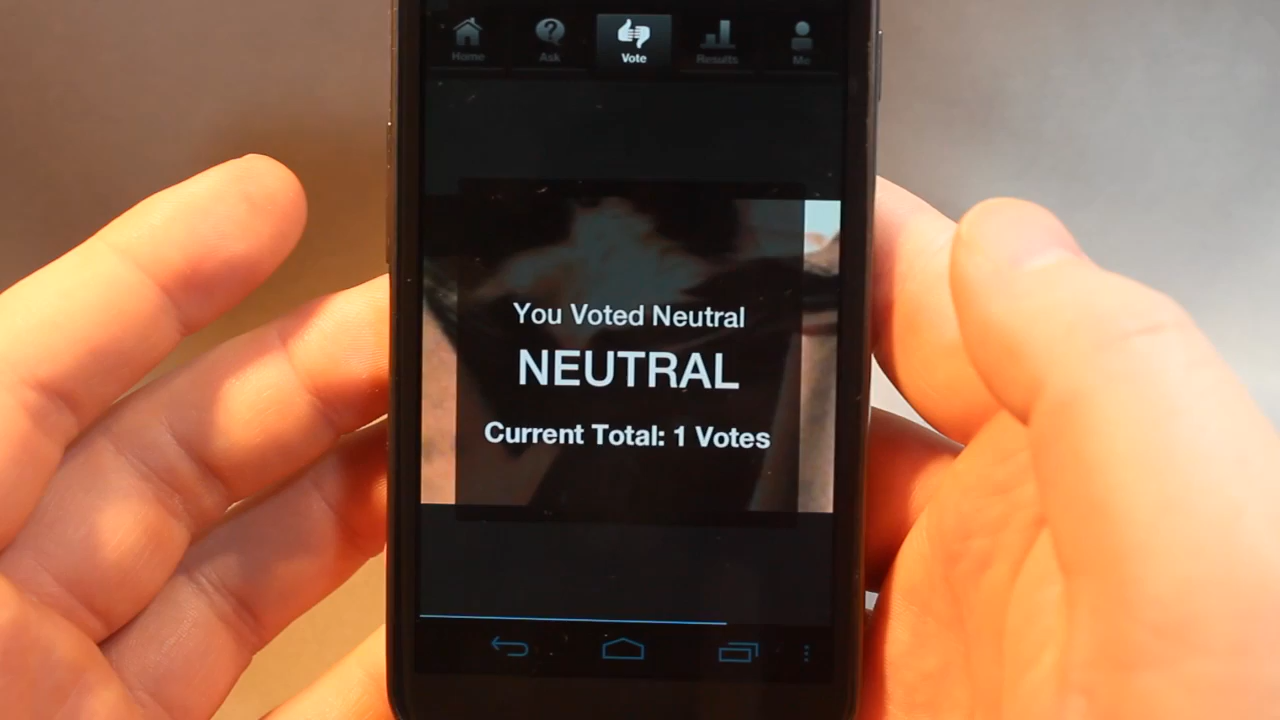 Home Ask Vote Results Me
You Voted Neutral
NEUTRAL
Current Total: 1 Votes